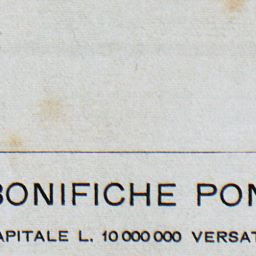 BONIFICHE PON
APITALE L. 10 000 000 VERSAT